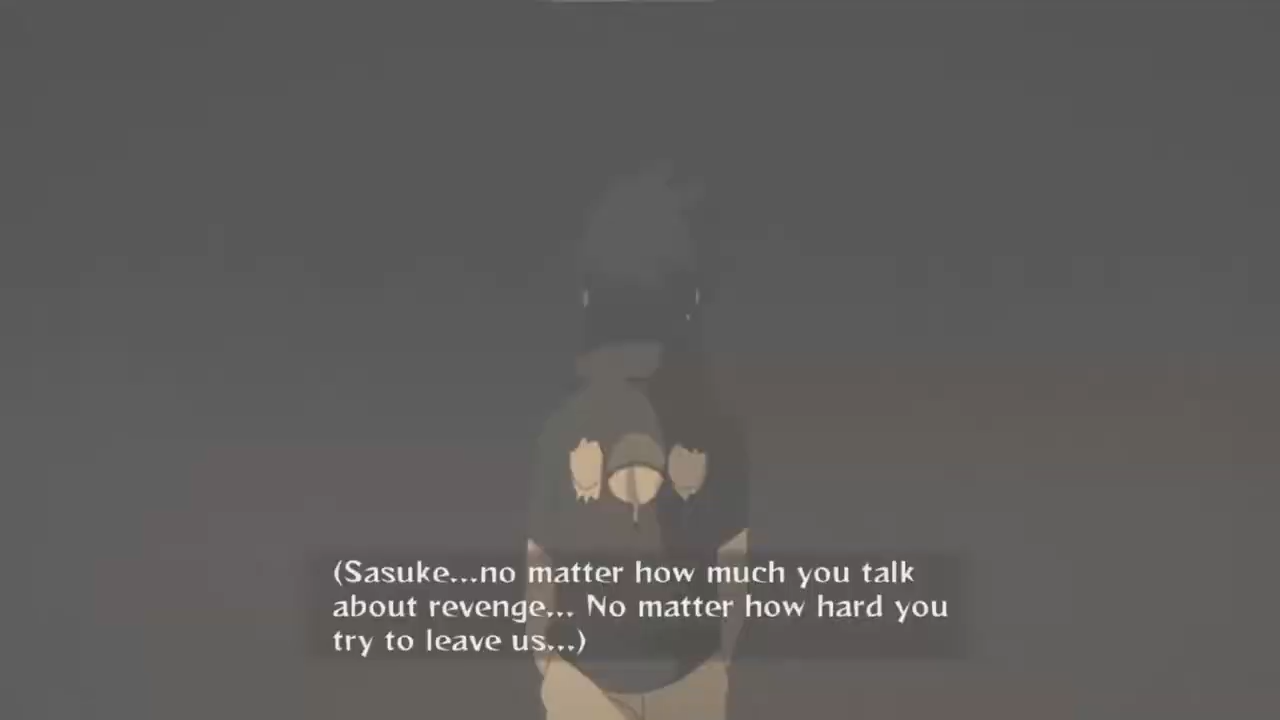 (Sasuke...no matter how much you talk
about revenge... No matter how hard you
try to leave us...)